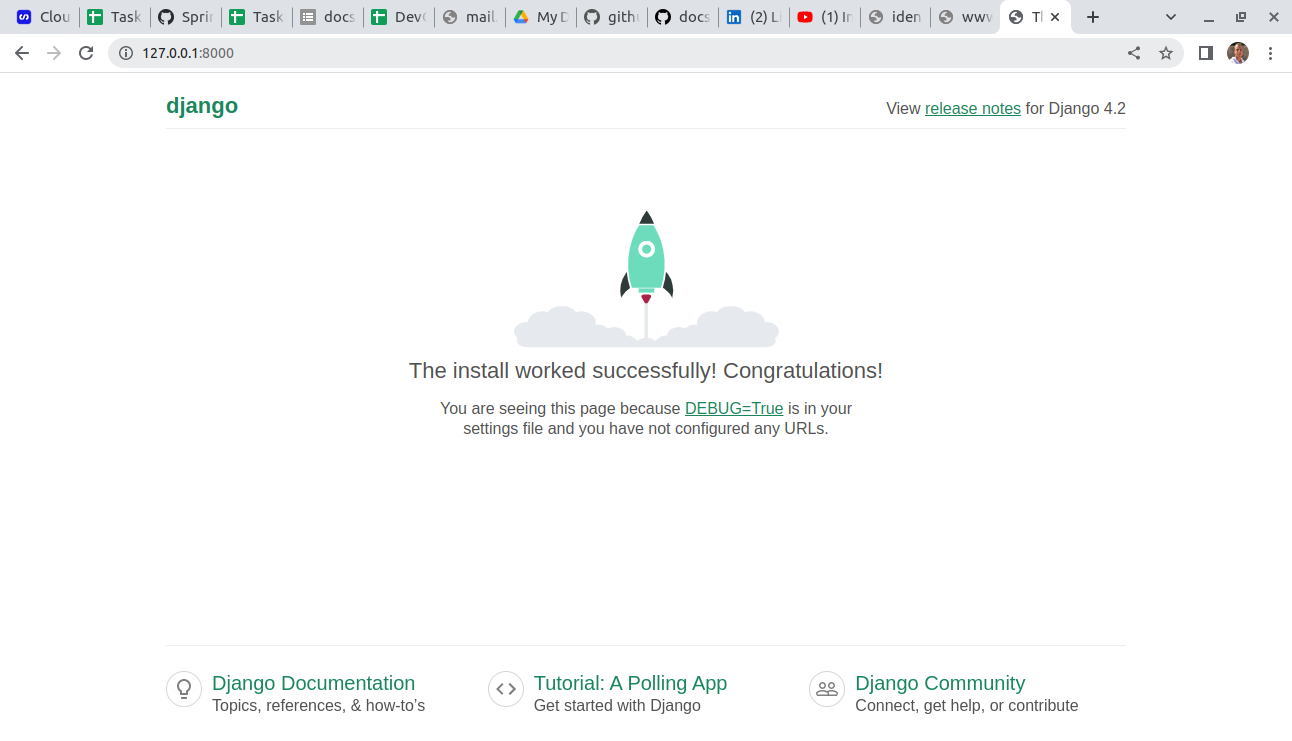 Clou Task Sprin Task docs Dev mail. My D gith docs (2) Li (1) In iden www Th
127.0.0.1:8000
django
View release notes for Django 4.2
The install worked successfully! Congratulations!
You are seeing this page because DEBUG=True is in your
settings file and you have not configured any URLs.
Django Documentation
Topics, references, & how-to's
Tutorial: A Polling App
Get started with Django
Django Community
Connect, get help, or contribute